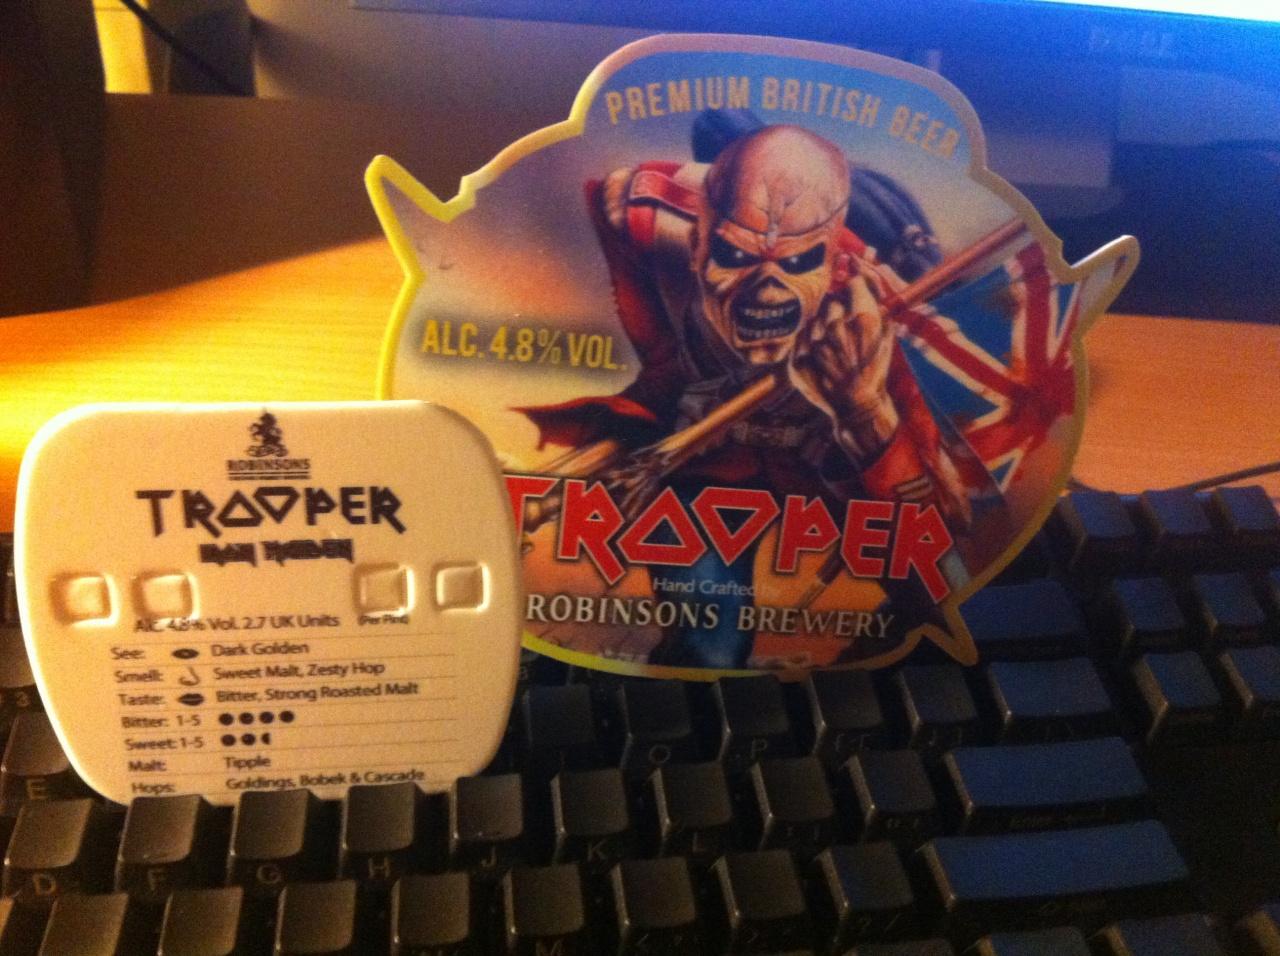 PREMIUM BRITISH BEER
ALC. 4.8% VOL.
TROOPER
Hand Crafted
ROBINSONS BREWERY
ROBINSONS
TROOPER
IRON MAIDEN
Alc 4.8% Vol. 2.7 UK Units (Per Pint)
See: Dark Golden
Smell: Sweet Malt, Zesty Hop
Taste: Bitter, Strong Roasted Malt
Bitter: 1-5
Sweet: 1-5
Malt: Tipple
Hops: Goldings, Bobek & Cascade
O P
E
D F G H J K L
M